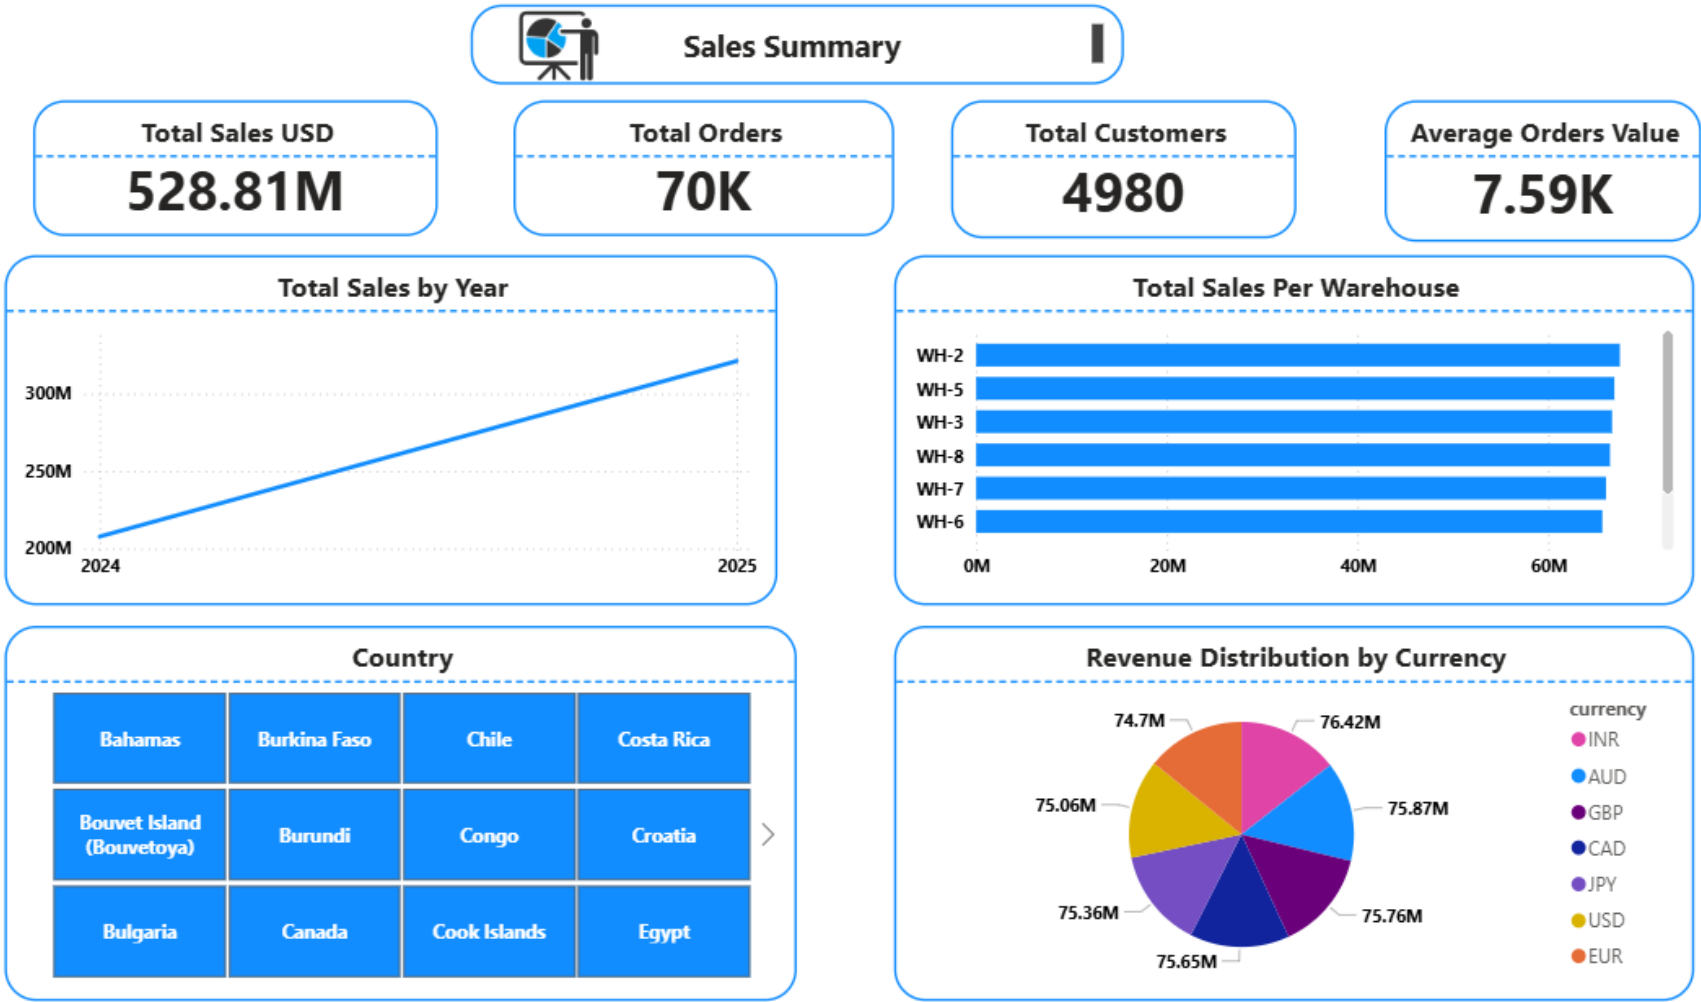 Sales Summary
Total Sales USD
528.81M
Total Orders
70K
Total Customers
4980
Average Orders Value
7.59K
Total Sales by Year
300M
250M
200M
2024
2025
Total Sales Per Warehouse
WH-2
WH-5
WH-3
WH-8
WH-7
WH-6
0M
20M
40M
60M
Country
Bahamas
Burkina Faso
Chile
Costa Rica
Bouvet Island
(Bouvetoya)
Burundi
Congo
Croatia
Bulgaria
Canada
Cook Islands
Egypt
Revenue Distribution by Currency
74.7M
76.42M
75.06M
75.87M
75.36M
75.76M
75.65M
currency
INR
AUD
GBP
CAD
JPY
USD
EUR